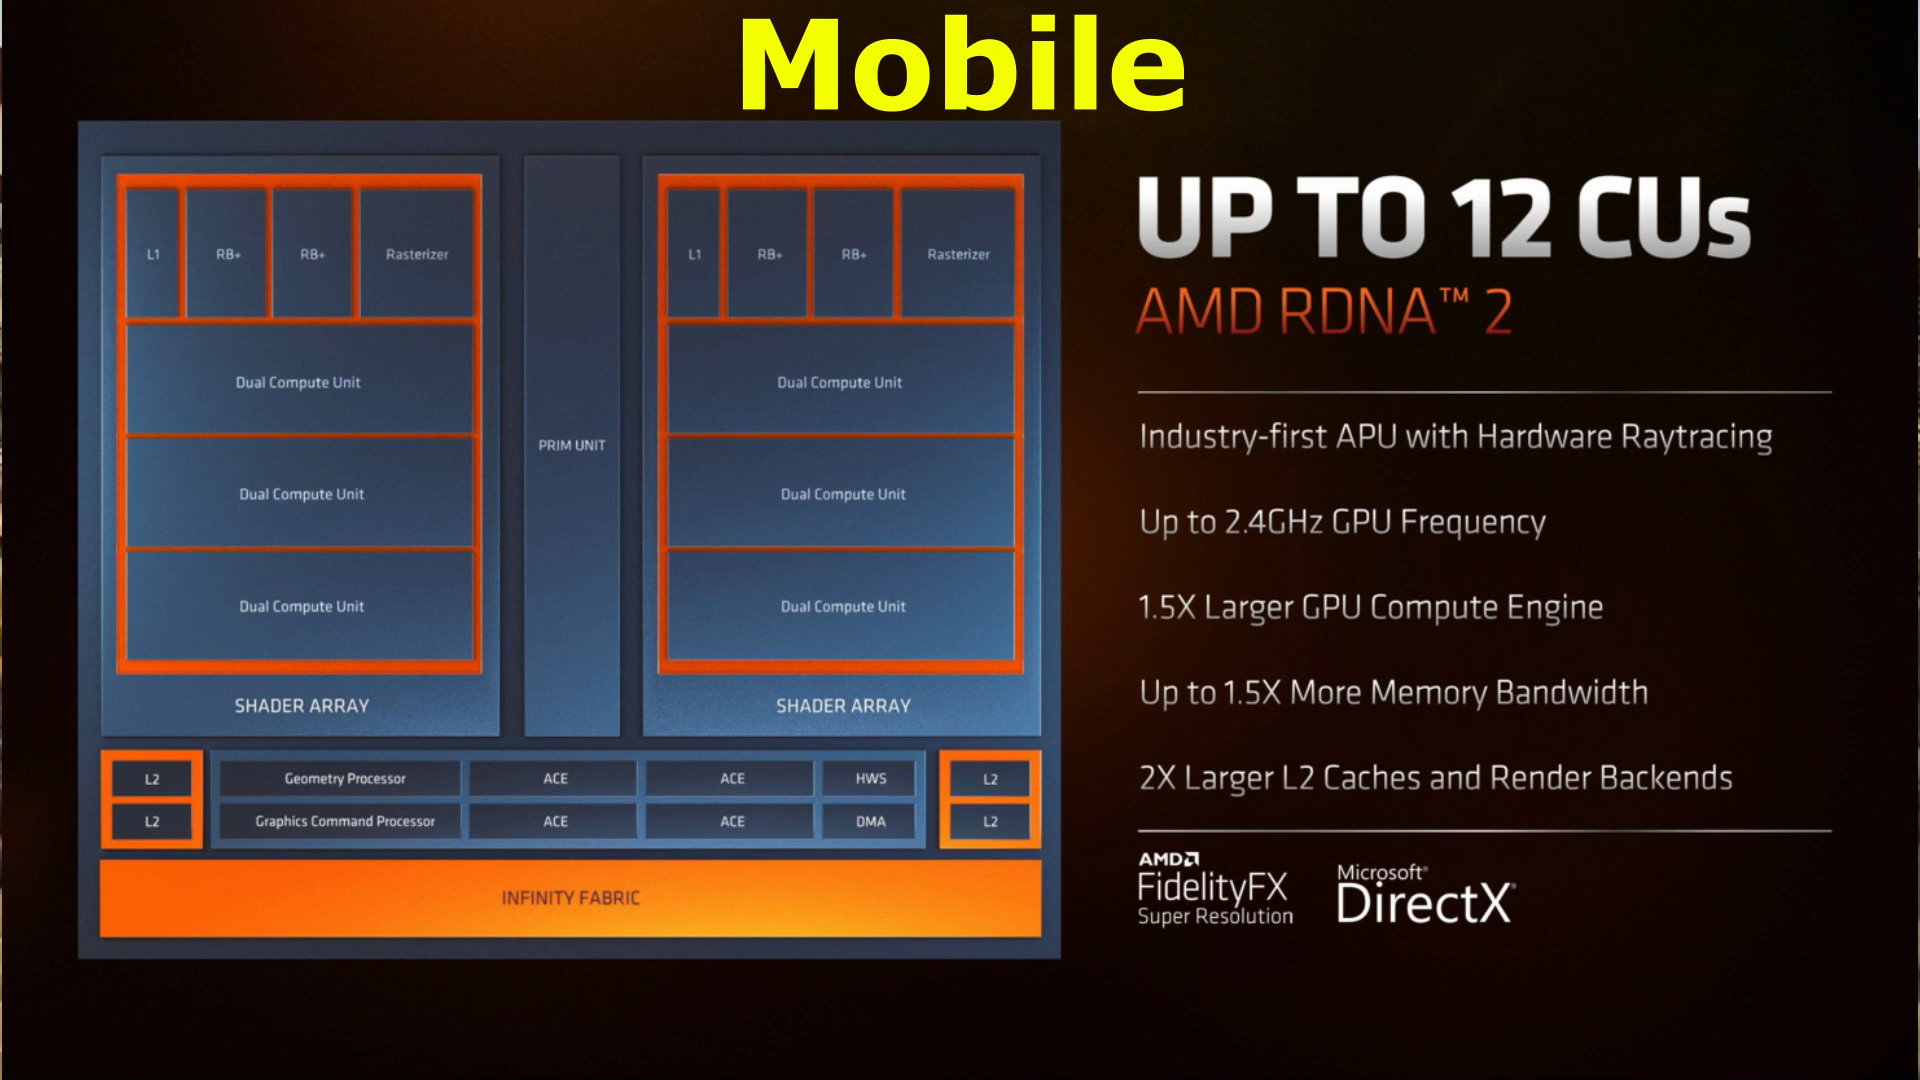 Mobile
L1 RB+ RB+ Rasterizer
Dual Compute Unit
Dual Compute Unit
Dual Compute Unit
SHADER ARRAY
PRIM UNIT
L1 RB+ RB+ Rasterizer
Dual Compute Unit
Dual Compute Unit
Dual Compute Unit
SHADER ARRAY
L2 Geometry Processor ACE ACE HWS L2
L2 Graphics Command Processor ACE ACE DMA L2
INFINITY FABRIC
UP TO 12 CUs
AMD RDNA™ 2
Industry-first APU with Hardware Raytracing
Up to 2.4GHz GPU Frequency
1.5X Larger GPU Compute Engine
Up to 1.5X More Memory Bandwidth
2X Larger L2 Caches and Render Backends
AMD
FidelityFX
Super Resolution
Microsoft®
DirectX®